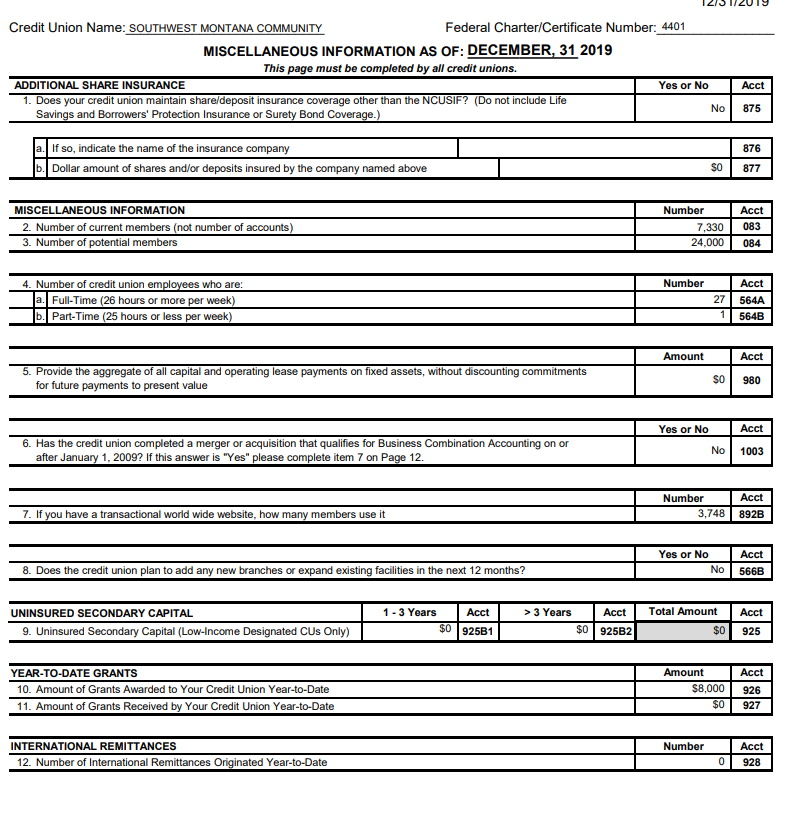 12/31/2019
Credit Union Name: SOUTHWEST MONTANA COMMUNITY Federal Charter/Certificate Number: 4401
MISCELLANEOUS INFORMATION AS OF: DECEMBER, 31 2019
This page must be completed by all credit unions.
ADDITIONAL SHARE INSURANCE Yes or No Acct
1. Does your credit union maintain share/deposit insurance coverage other than the NCUSIF? (Do not include Life
Savings and Borrowers' Protection Insurance or Surety Bond Coverage.) No 875
a. If so, indicate the name of the insurance company 876
b. Dollar amount of shares and/or deposits insured by the company named above $0 877
MISCELLANEOUS INFORMATION Number Acct
2. Number of current members (not number of accounts) 7,330 083
3. Number of potential members 24,000 084
4. Number of credit union employees who are: Number Acct
a. Full-Time (26 hours or more per week) 27 564A
b. Part-Time (25 hours or less per week) 1 564B
Amount Acct
5. Provide the aggregate of all capital and operating lease payments on fixed assets, without discounting commitments
for future payments to present value $0 980
Yes or No Acct
6. Has the credit union completed a merger or acquisition that qualifies for Business Combination Accounting on or
after January 1, 2009? If this answer is "Yes" please complete item 7 on Page 12. No 1003
Number Acct
7. If you have a transactional world wide website, how many members use it 3,748 892B
Yes or No Acct
8. Does the credit union plan to add any new branches or expand existing facilities in the next 12 months? No 566B
UNINSURED SECONDARY CAPITAL 1 - 3 Years Acct > 3 Years Acct Total Amount Acct
9. Uninsured Secondary Capital (Low-Income Designated CUs Only) $0 925B1 $0 925B2 $0 925
YEAR-TO-DATE GRANTS Amount Acct
10. Amount of Grants Awarded to Your Credit Union Year-to-Date $8,000 926
11. Amount of Grants Received by Your Credit Union Year-to-Date $0 927
INTERNATIONAL REMITTANCES Number Acct
12. Number of International Remittances Originated Year-to-Date 0 928